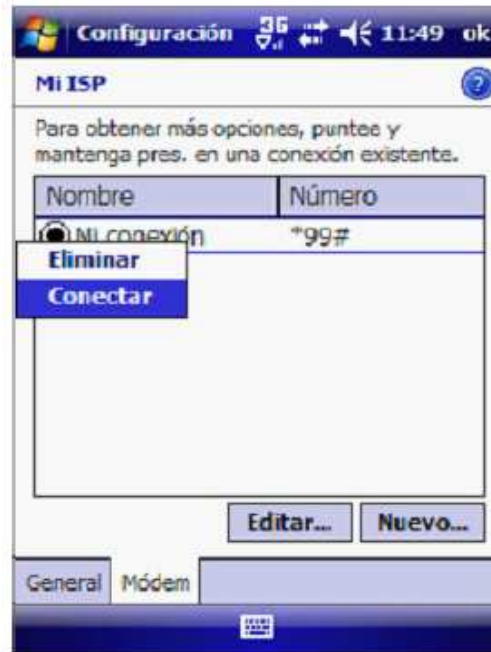 Configuración 3G 11:49 ok
Mi ISP
Para obtener más opciones, puntee y
mantenga pres. en una conexión existente.
Nombre Número
Mi conexión *99#
Eliminar
Conectar
Editar... Nuevo...
General Módem